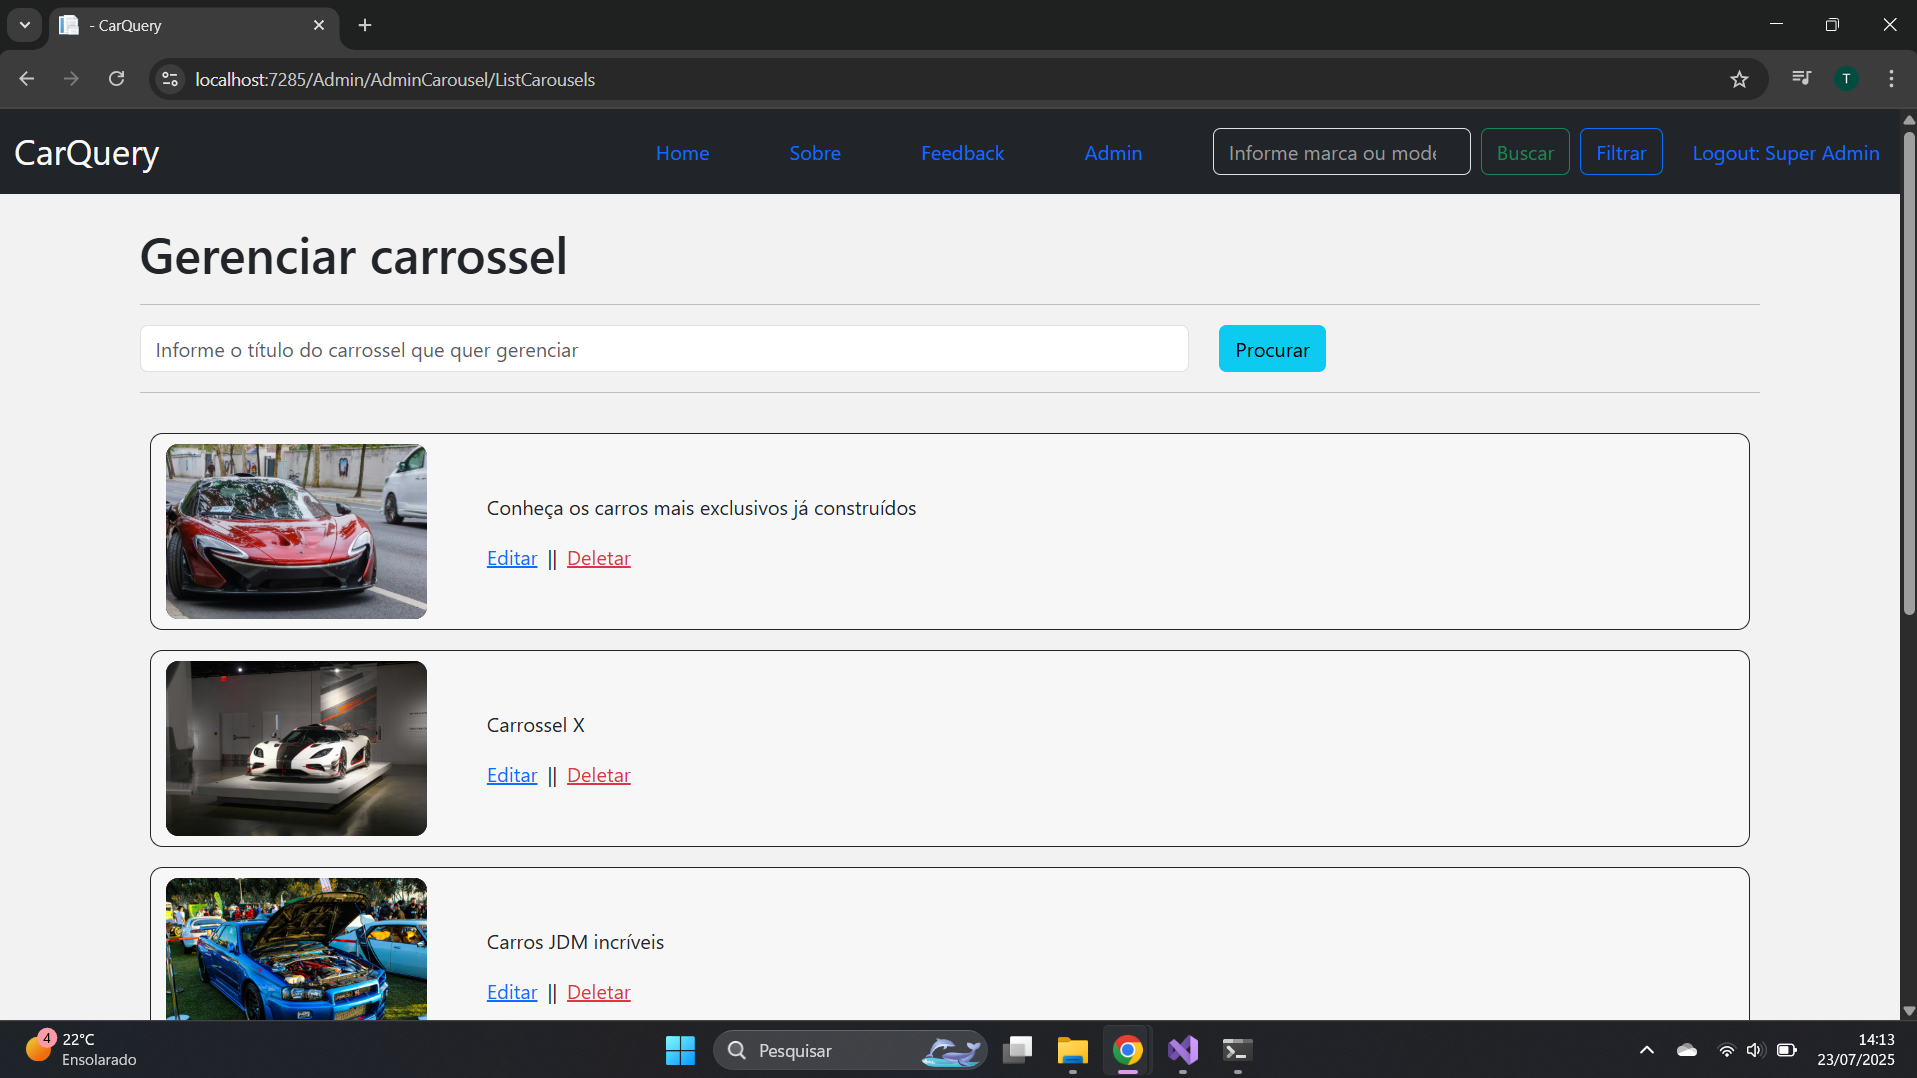 - CarQuery
localhost:7285/Admin/AdminCarousel/ListCarousels
T
CarQuery
Home
Sobre
Feedback
Admin
Informe marca ou mode
Buscar
Filtrar
Logout: Super Admin
Gerenciar carrossel
Informe o título do carrossel que quer gerenciar
Procurar
Conheça os carros mais exclusivos já construídos
Editar || Deletar
Carrossel X
Editar || Deletar
Carros JDM incríveis
Editar || Deletar
4
22°C
Ensolarado
Pesquisar
14:13
23/07/2025